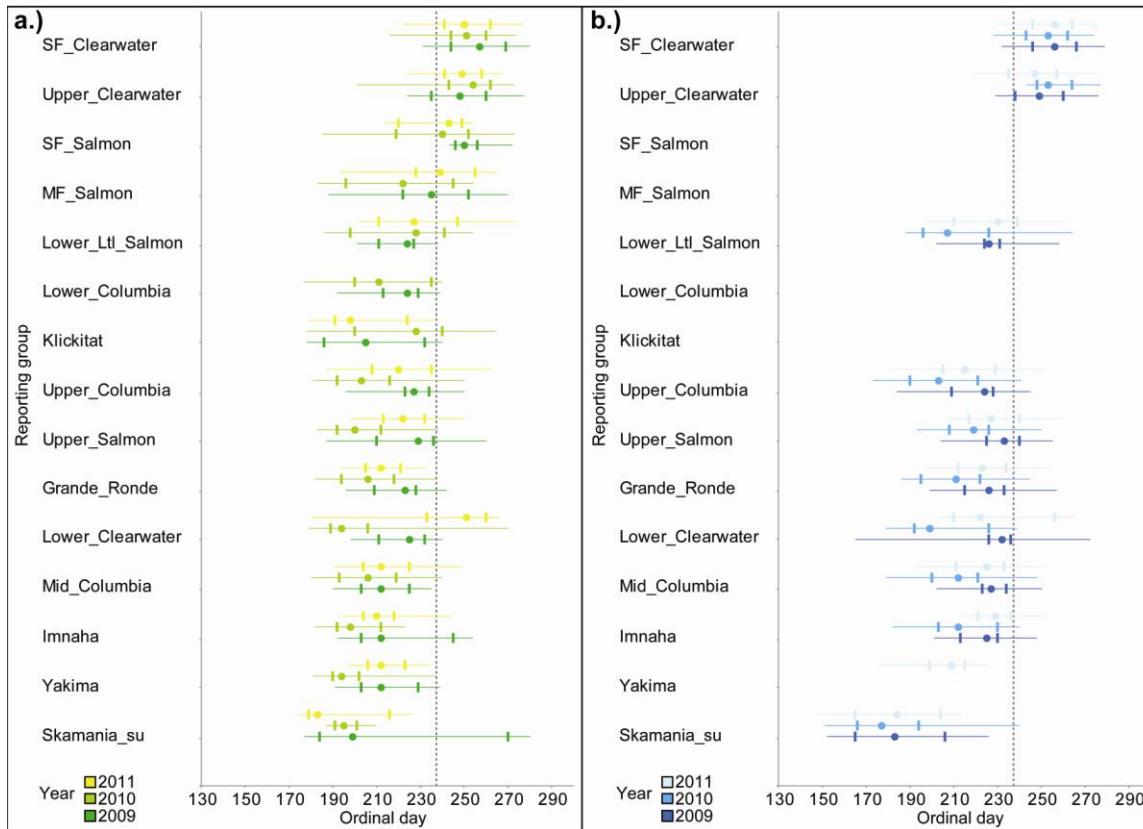 a.)
SF_Clearwater
Upper_Clearwater
SF_Salmon
MF_Salmon
Lower_Ltl_Salmon
Lower_Columbia
Klickitat
Upper_Columbia
Upper_Salmon
Grande_Ronde
Lower_Clearwater
Mid_Columbia
Imnaha
Yakima
Skamania_su
Reporting group
Year
2011
2010
2009
130 150 170 190 210 230 250 270 290
Ordinal day
b.)
SF_Clearwater
Upper_Clearwater
SF_Salmon
MF_Salmon
Lower_Ltl_Salmon
Lower_Columbia
Klickitat
Upper_Columbia
Upper_Salmon
Grande_Ronde
Lower_Clearwater
Mid_Columbia
Imnaha
Yakima
Skamania_su
Reporting group
Year
2011
2010
2009
130 150 170 190 210 230 250 270 290
Ordinal day